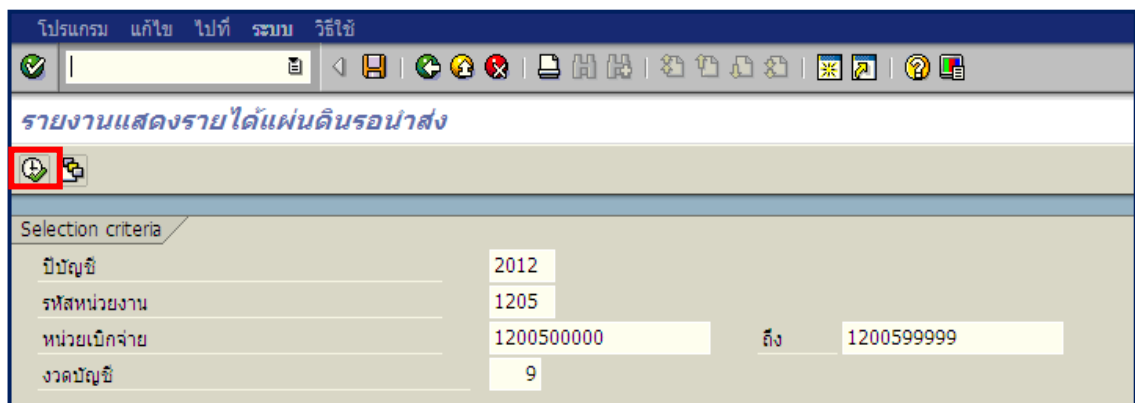 โปรแกรม แก้ไข ไปที่ ระบบ วิธีใช้
รายงานแสดงรายได้แผ่นดินรอนำส่ง
Selection criteria
ปีบัญชี 2012
รหัสหน่วยงาน 1205
หน่วยเบิกจ่าย 1200500000 ถึง 1200599999
งวดบัญชี 9